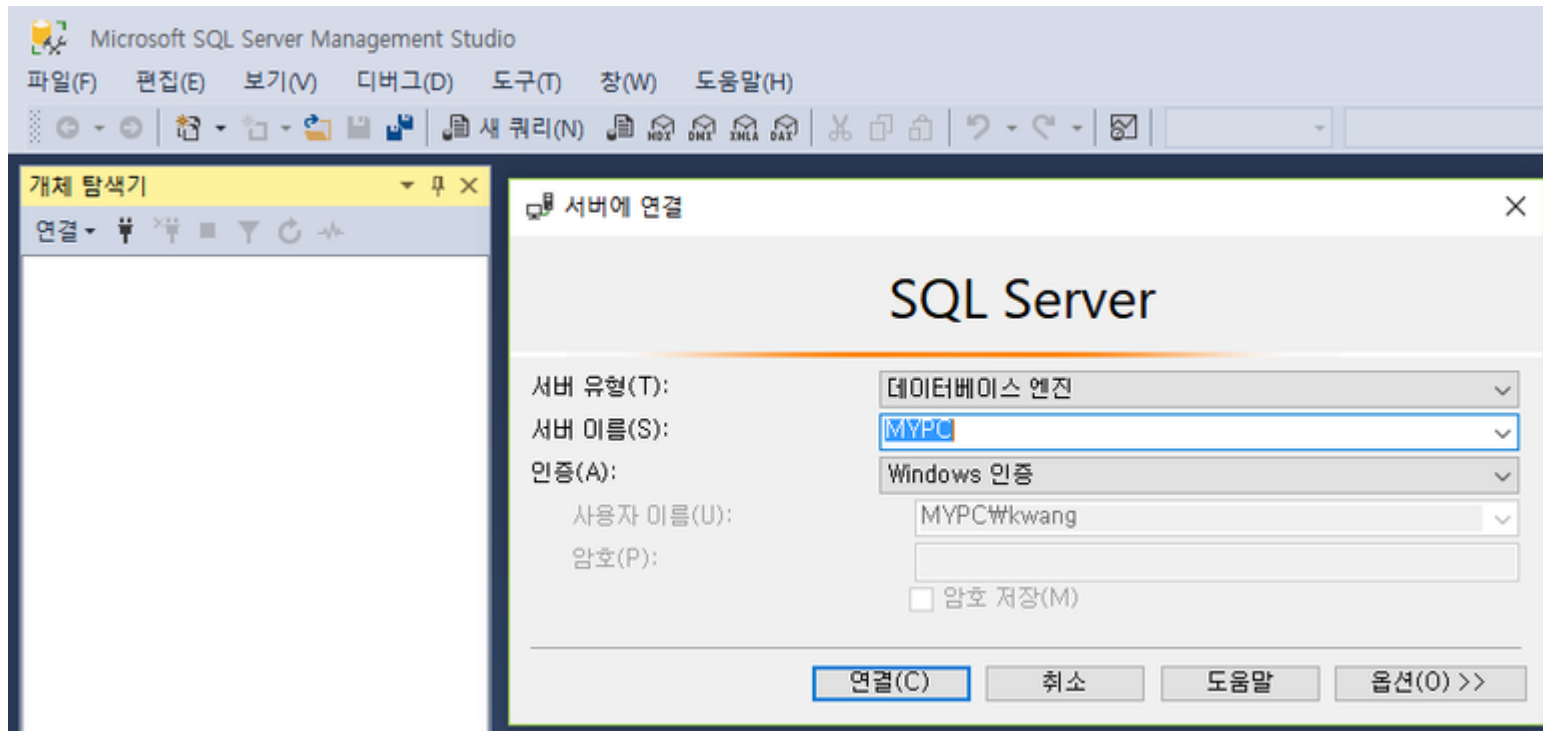 Microsoft SQL Server Management Studio
파일(F) 편집(E) 보기(V) 디버그(D) 도구(T) 창(W) 도움말(H)
새 쿼리(N) MDX DMX XMLA DAX
개체 탐색기
연결
서버에 연결
SQL Server
서버 유형(T): 데이터베이스 엔진
서버 이름(S): MYPC
인증(A): Windows 인증
사용자 이름(U): MYPC₩kwang
암호(P):
암호 저장(M)
연결(C) 취소 도움말 옵션(O) >>